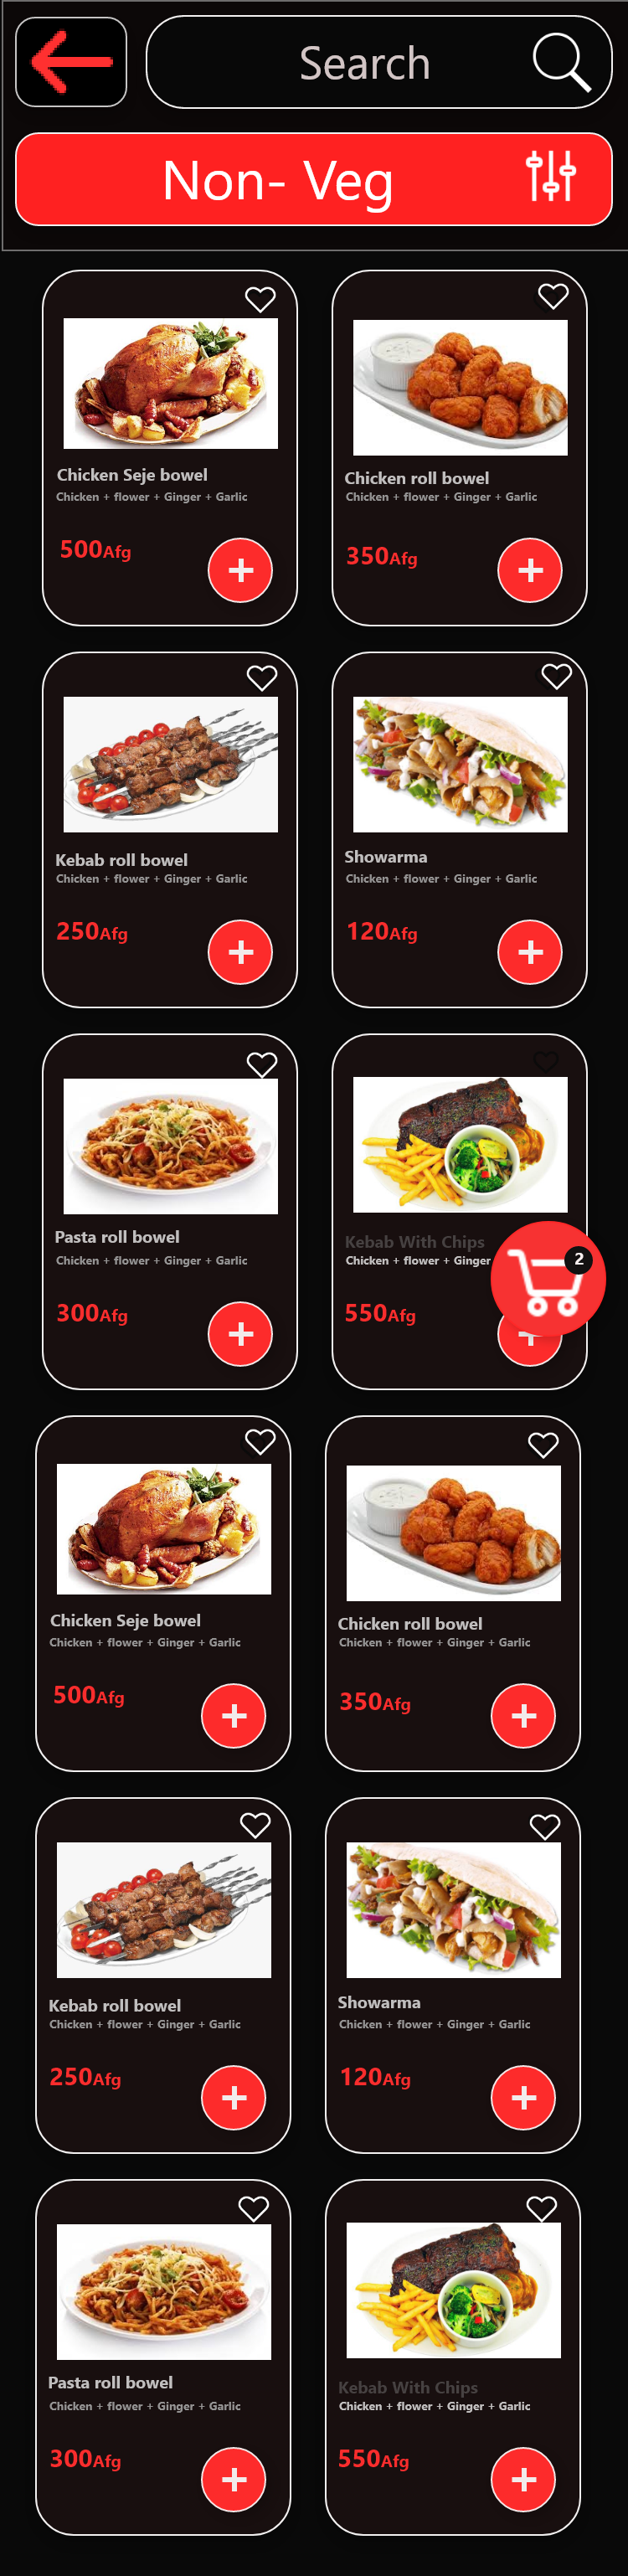 Search
Non- Veg
Chicken Seje bowel
Chicken + flower + Ginger + Garlic
500Afg
+
Chicken roll bowel
Chicken + flower + Ginger + Garlic
350Afg
+
Kebab roll bowel
Chicken + flower + Ginger + Garlic
250Afg
+
Showarma
Chicken + flower + Ginger + Garlic
120Afg
+
Pasta roll bowel
Chicken + flower + Ginger + Garlic
300Afg
+
Kebab With Chips
Chicken + flower + Ginger
550Afg
2
+
Chicken Seje bowel
Chicken + flower + Ginger + Garlic
500Afg
+
Chicken roll bowel
Chicken + flower + Ginger + Garlic
350Afg
+
Kebab roll bowel
Chicken + flower + Ginger + Garlic
250Afg
+
Showarma
Chicken + flower + Ginger + Garlic
120Afg
+
Pasta roll bowel
Chicken + flower + Ginger + Garlic
300Afg
+
Kebab With Chips
Chicken + flower + Ginger + Garlic
550Afg
+